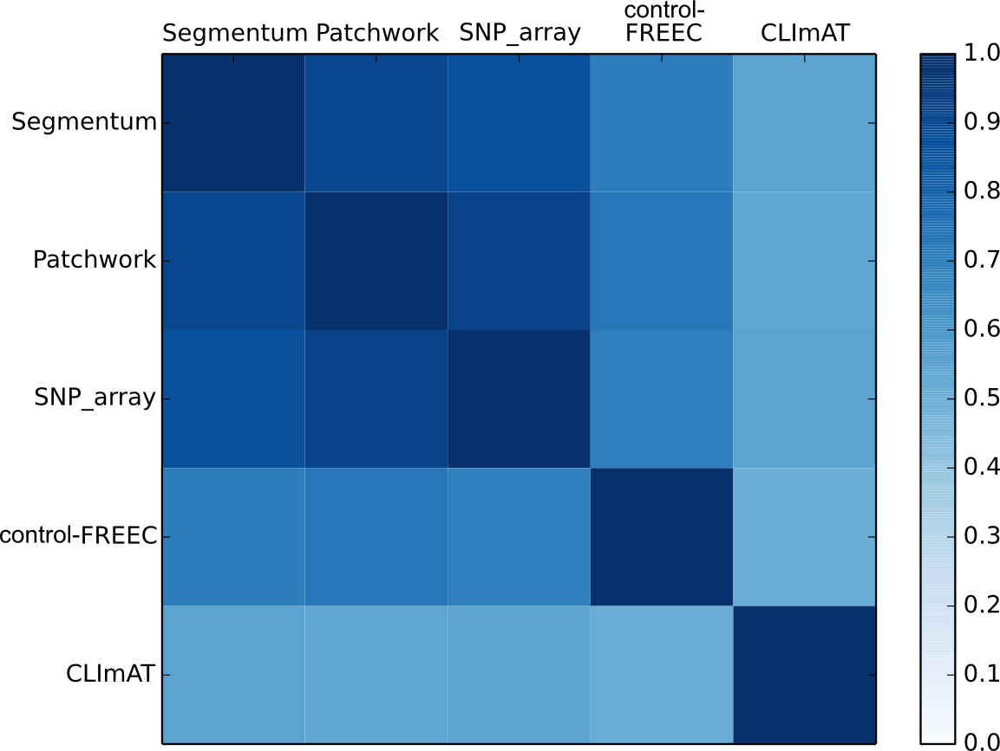 control-
Segmentum Patchwork SNP_array FREEC CLImAT
1.0
Segmentum 0.9
0.8
Patchwork 0.7
0.6
SNP_array 0.5
0.4
control-FREEC 0.3
0.2
CLImAT 0.1
0.0